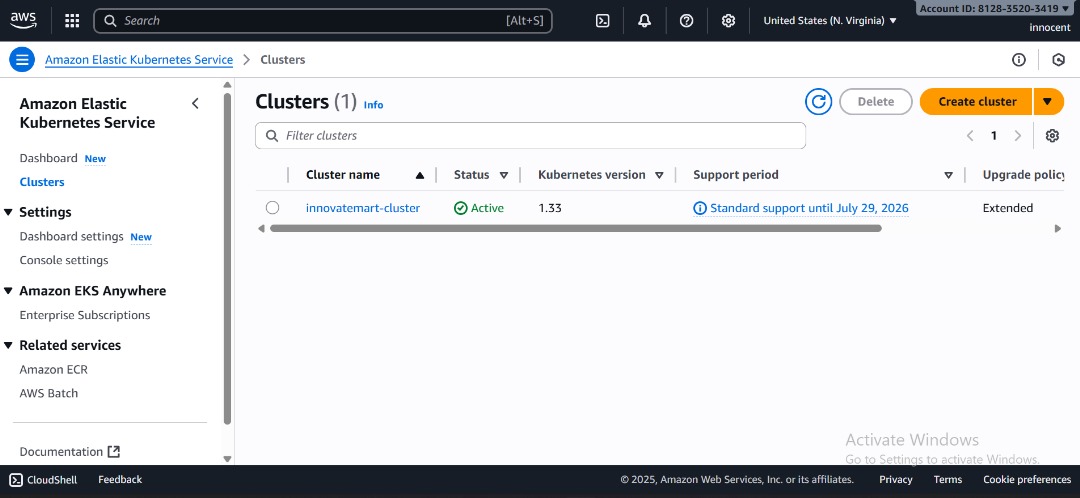 aws
Search [Alt+S]
United States (N. Virginia)
Account ID: 8128-3520-3419
innocent
Amazon Elastic Kubernetes Service
Clusters
Amazon Elastic
Kubernetes Service
Dashboard New
Clusters
Settings
Dashboard settings New
Console settings
Amazon EKS Anywhere
Enterprise Subscriptions
Related services
Amazon ECR
AWS Batch
Documentation
Clusters (1) Info
Delete
Create cluster
Filter clusters
1
Cluster name Status Kubernetes version Support period Upgrade policy
innovatemart-cluster Active 1.33 Standard support until July 29, 2026 Extended
Activate Windows
Go to Settings to activate Windows.
CloudShell Feedback © 2025, Amazon Web Services, Inc. or its affiliates. Privacy Terms Cookie preferences